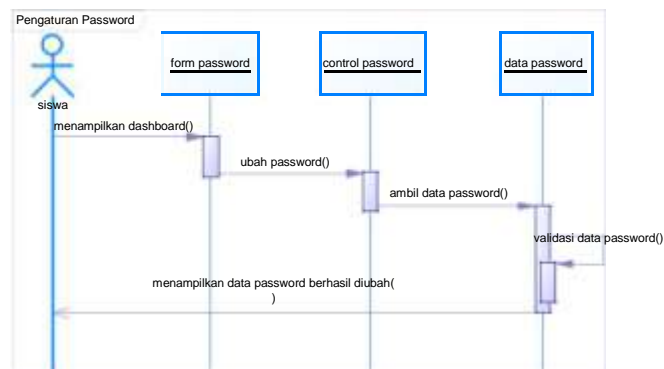 Pengaturan Password
form password
control password
data password
siswa
menampilkan dashboard()
ubah password()
ambil data password()
validasi data password()
menampilkan data password berhasil diubah(
)